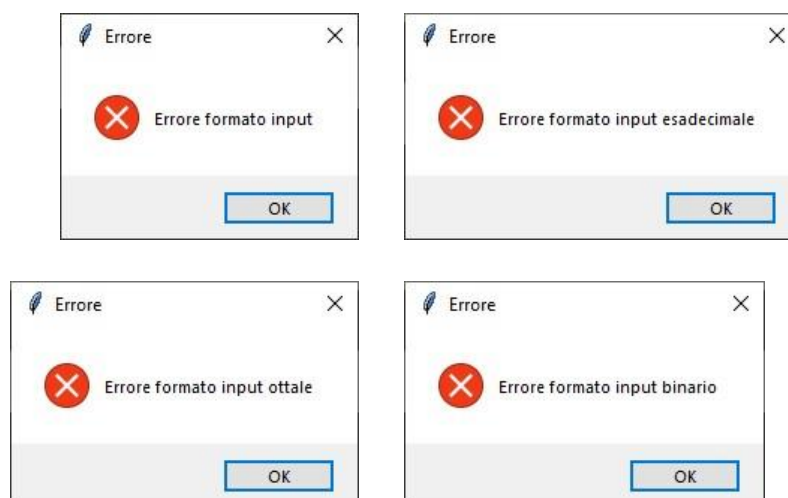 Errore
Errore formato input
OK
Errore
Errore formato input esadecimale
OK
Errore
Errore formato input ottale
OK
Errore
Errore formato input binario
OK